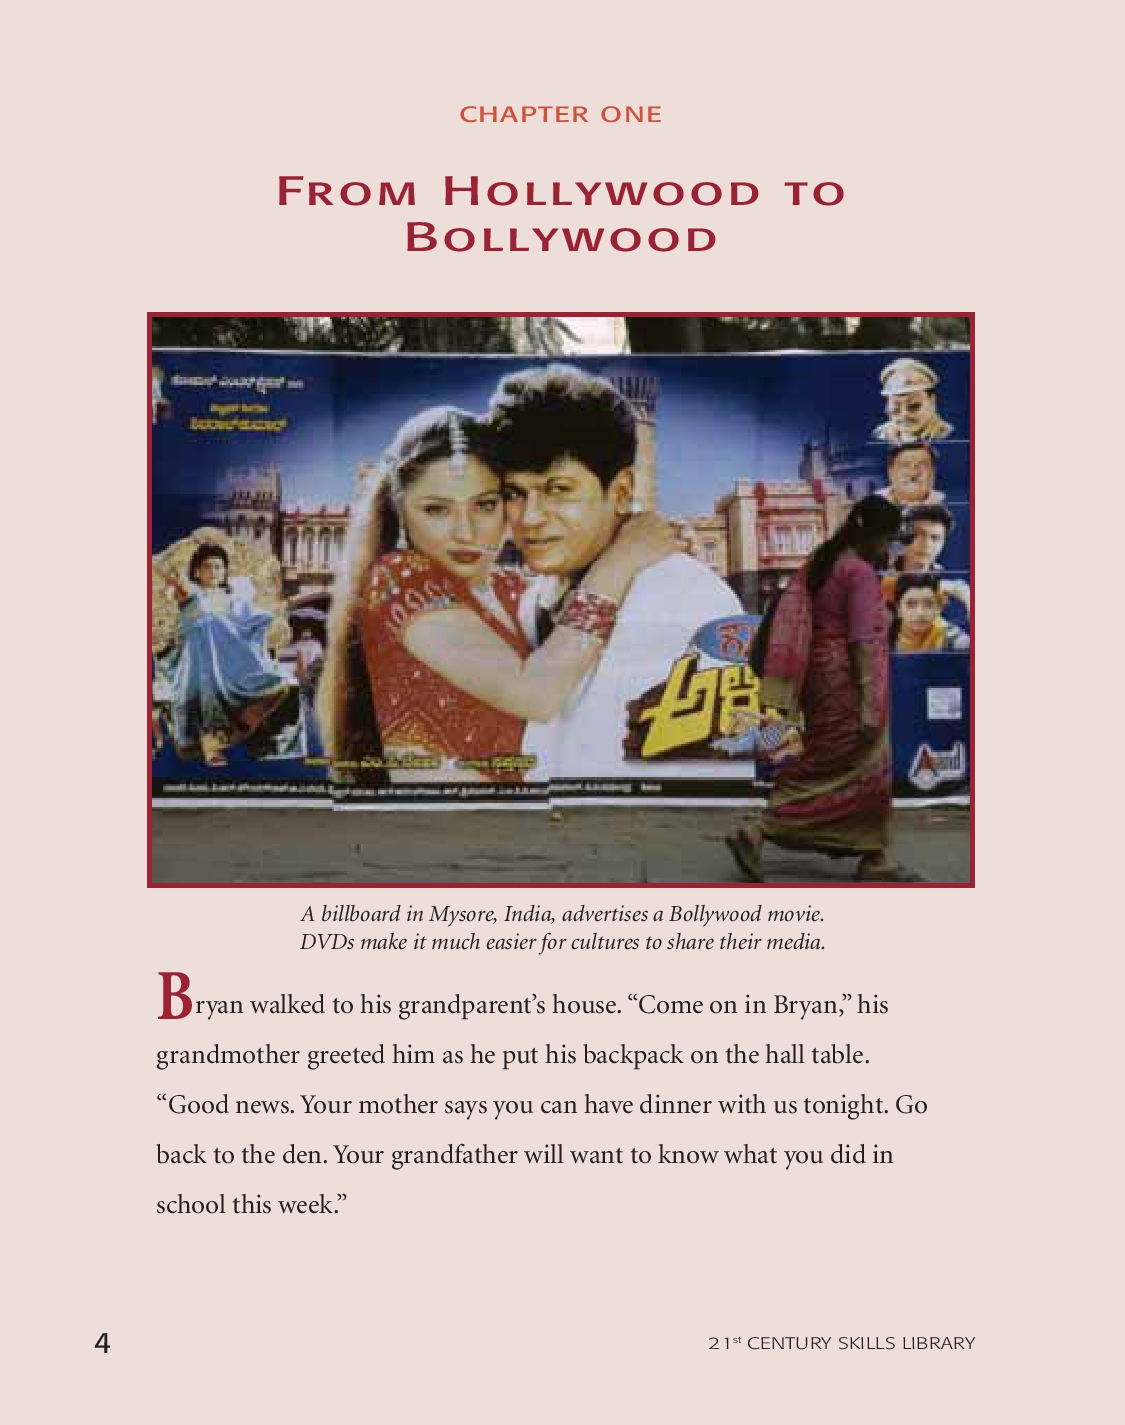 CHAPTER ONE
FROM HOLLYWOOD TO
BOLLYWOOD
ಅಳಿ
A billboard in Mysore, India, advertises a Bollywood movie.
DVDs make it much easier for cultures to share their media.
Bryan walked to his grandparent’s house. “Come on in Bryan,” his
grandmother greeted him as he put his backpack on the hall table.
“Good news. Your mother says you can have dinner with us tonight. Go
back to the den. Your grandfather will want to know what you did in
school this week.”
4
21st CENTURY SKILLS LIBRARY